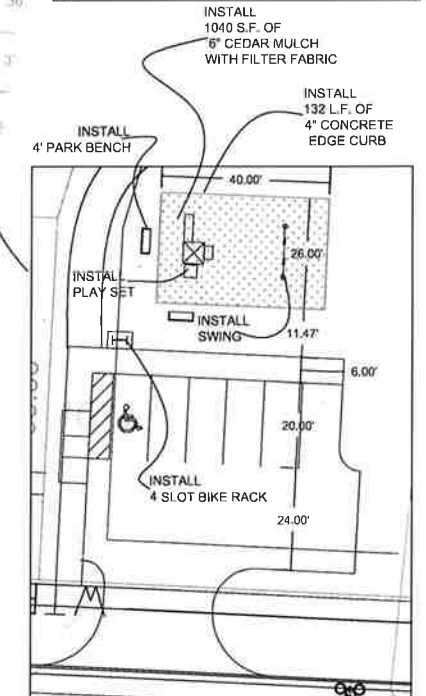 INSTALL
1040 S.F. OF
6" CEDAR MULCH
WITH FILTER FABRIC
INSTALL
132 L.F. OF
4" CONCRETE
EDGE CURB
INSTALL
4' PARK BENCH
40.00'
26.00'
INSTALL
PLAY SET
INSTALL
SWING
11.47'
6.00'
20.00'
INSTALL
4 SLOT BIKE RACK
24.00'